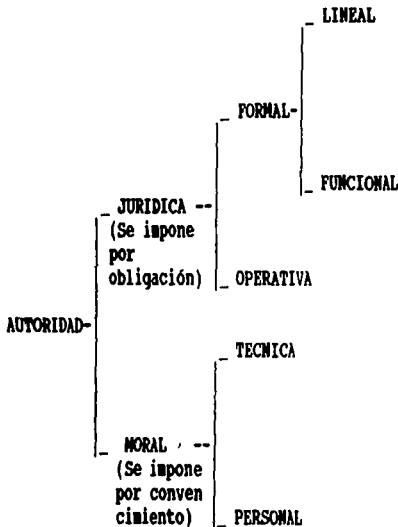 LINEAL
FORMAL-
FUNCIONAL
JURIDICA --
(Se impone
por
obligación)
OPERATIVA
AUTORIDAD-
TECNICA
MORAL --
(Se impone
por conven
cimiento)
PERSONAL